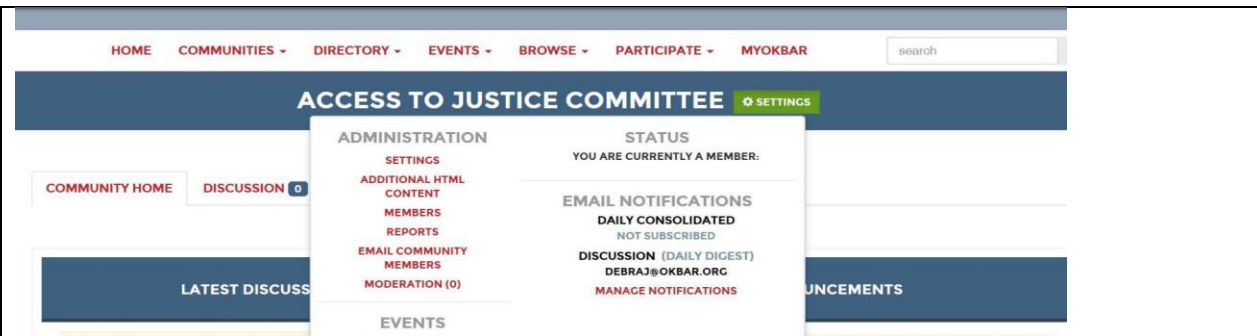 HOME COMMUNITIES DIRECTORY EVENTS BROWSE PARTICIPATE MYOKBAR search
ACCESS TO JUSTICE COMMITTEE SETTINGS
ADMINISTRATION
SETTINGS
ADDITIONAL HTML
CONTENT
MEMBERS
REPORTS
EMAIL COMMUNITY
MEMBERS
MODERATION (0)
EVENTS
STATUS
YOU ARE CURRENTLY A MEMBER:
EMAIL NOTIFICATIONS
DAILY CONSOLIDATED
NOT SUBSCRIBED
DISCUSSION (DAILY DIGEST)
DEBRAJ@OKBAR.ORG
MANAGE NOTIFICATIONS
COMMUNITY HOME DISCUSSION 0
LATEST DISCUSS
UNCEMENTS